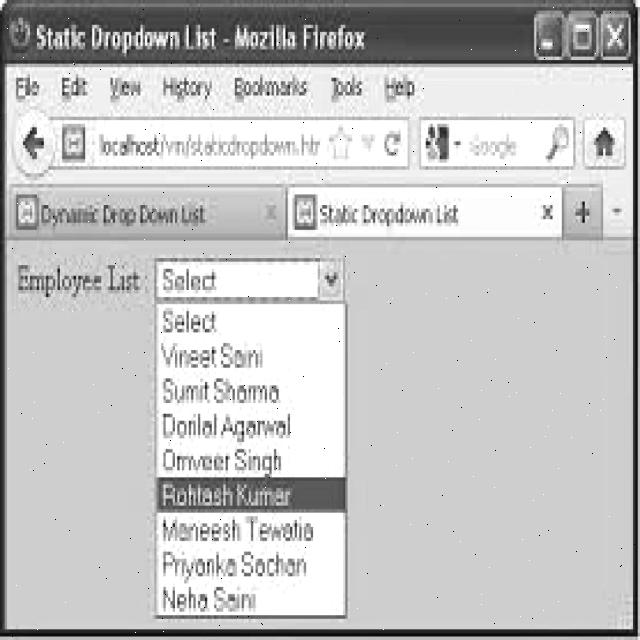 Static Dropdown List - Mozilla Firefox
File Edit View History Bookmarks Tools Help
localhost/vm/staticdropdown.htm Google
Dynamic Drop Down List x Static Dropdown List x +
Employee List : Select
Select
Vineet Saini
Sumit Sharma
Dorilal Agarwal
Omveer Singh
Rohtash Kumar
Maneesh Tewatia
Priyanka Sachan
Neha Saini